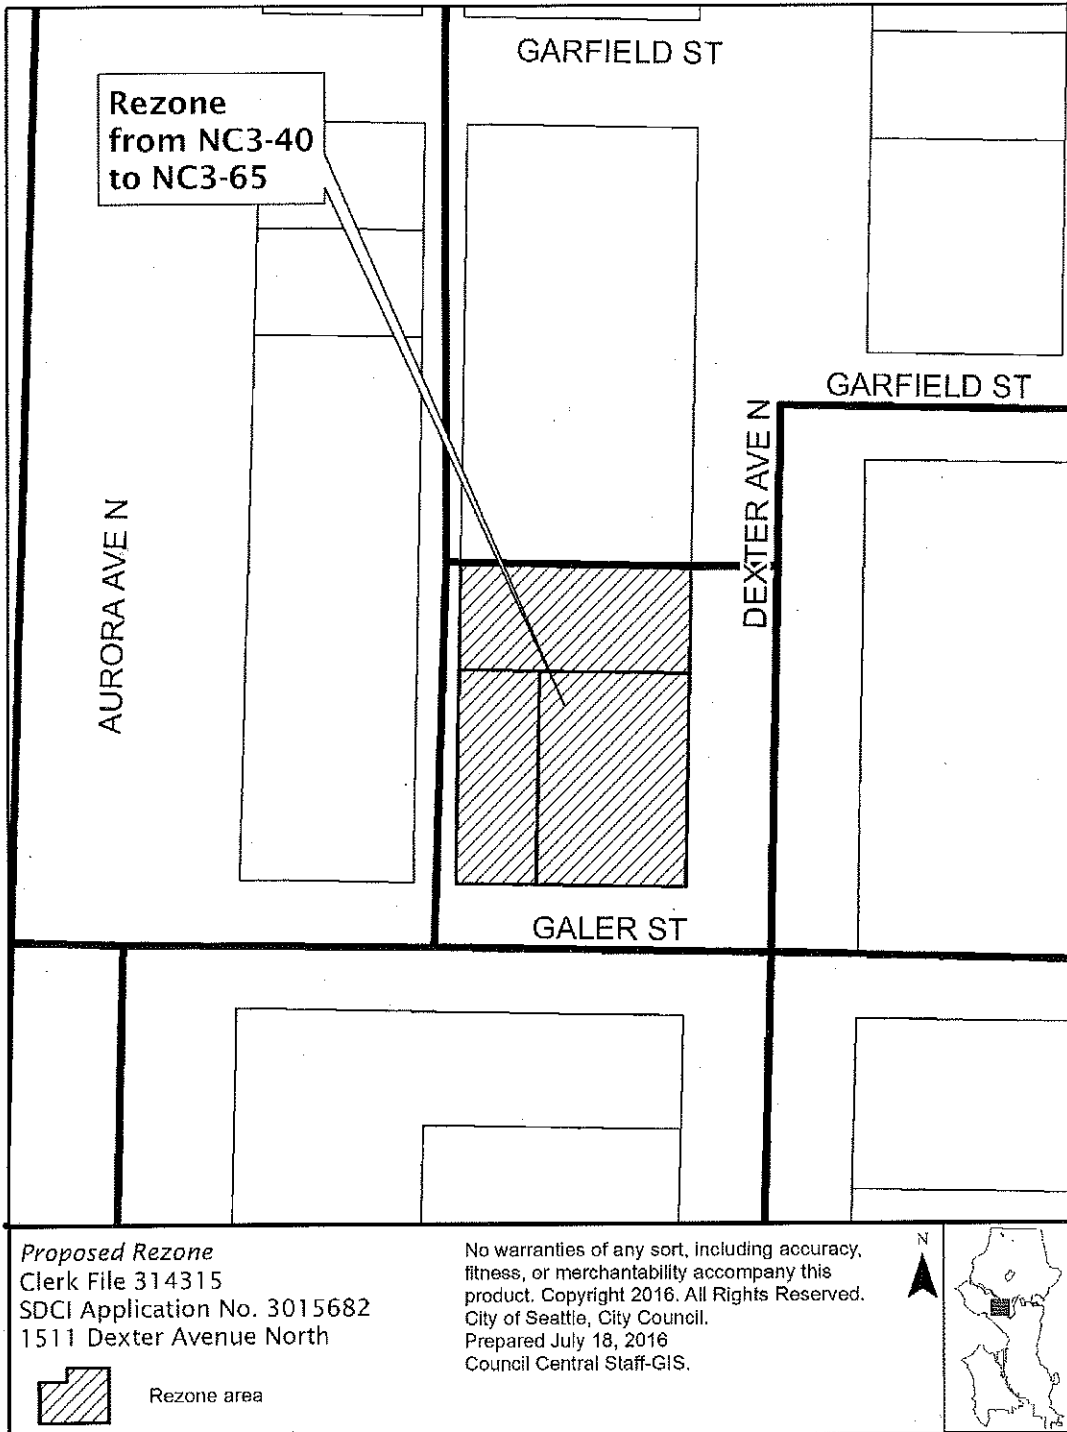 GARFIELD ST
Rezone
from NC3-40
to NC3-65
GARFIELD ST
DEXTER AVE N
AURORA AVE N
GALER ST
Proposed Rezone
Clerk File 314315
SDCI Application No. 3015682
1511 Dexter Avenue North
Rezone area
No warranties of any sort, including accuracy,
fitness, or merchantability accompany this
product. Copyright 2016. All Rights Reserved.
City of Seattle, City Council.
Prepared July 18, 2016
Council Central Staff-GIS.
N